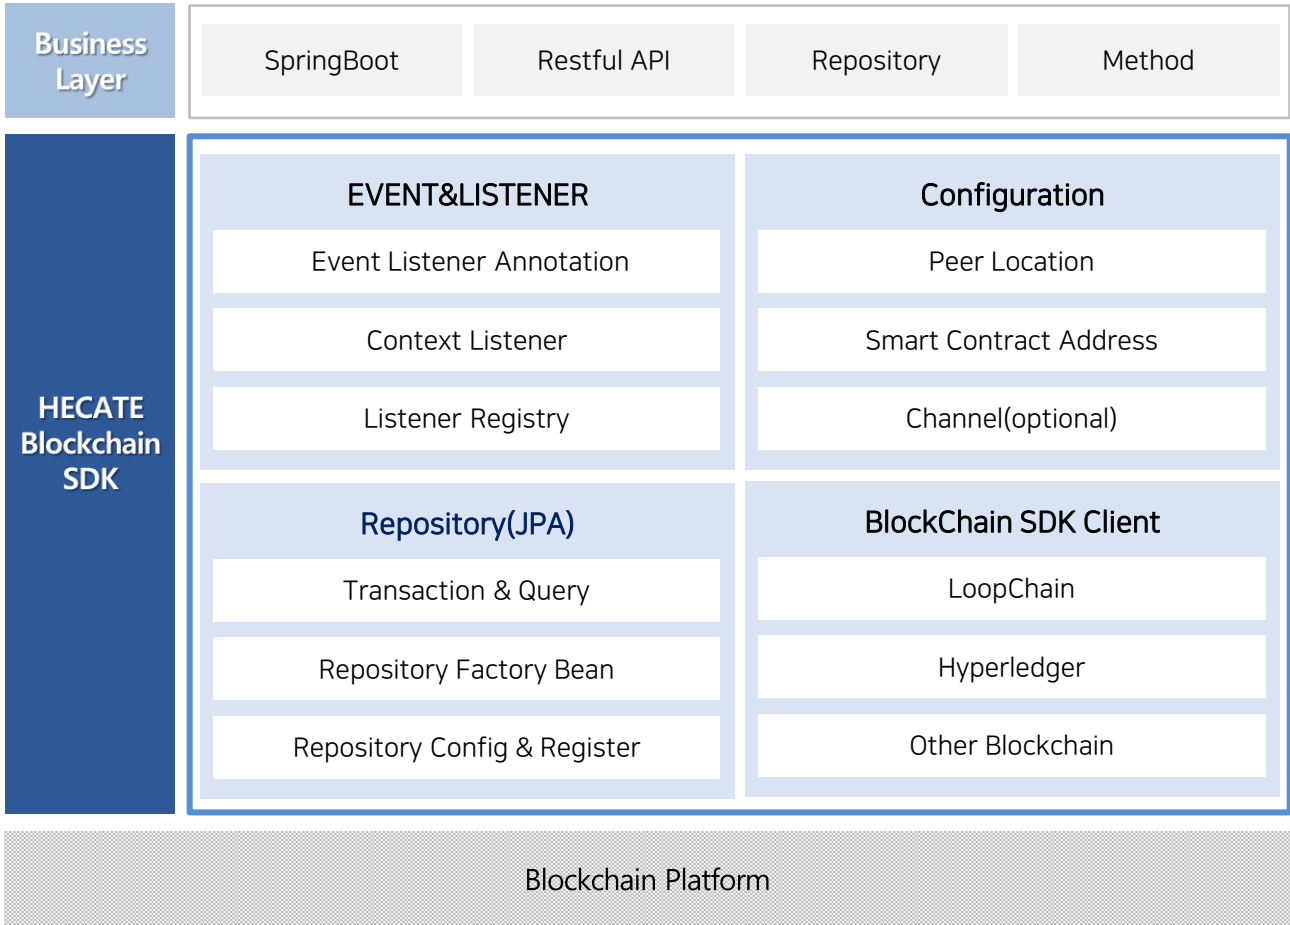 Business
Layer
SpringBoot
Restful API
Repository
Method
HECATE
Blockchain
SDK
EVENT&LISTENER
Event Listener Annotation
Context Listener
Listener Registry
Configuration
Peer Location
Smart Contract Address
Channel(optional)
Repository(JPA)
Transaction & Query
Repository Factory Bean
Repository Config & Register
BlockChain SDK Client
LoopChain
Hyperledger
Other Blockchain
Blockchain Platform